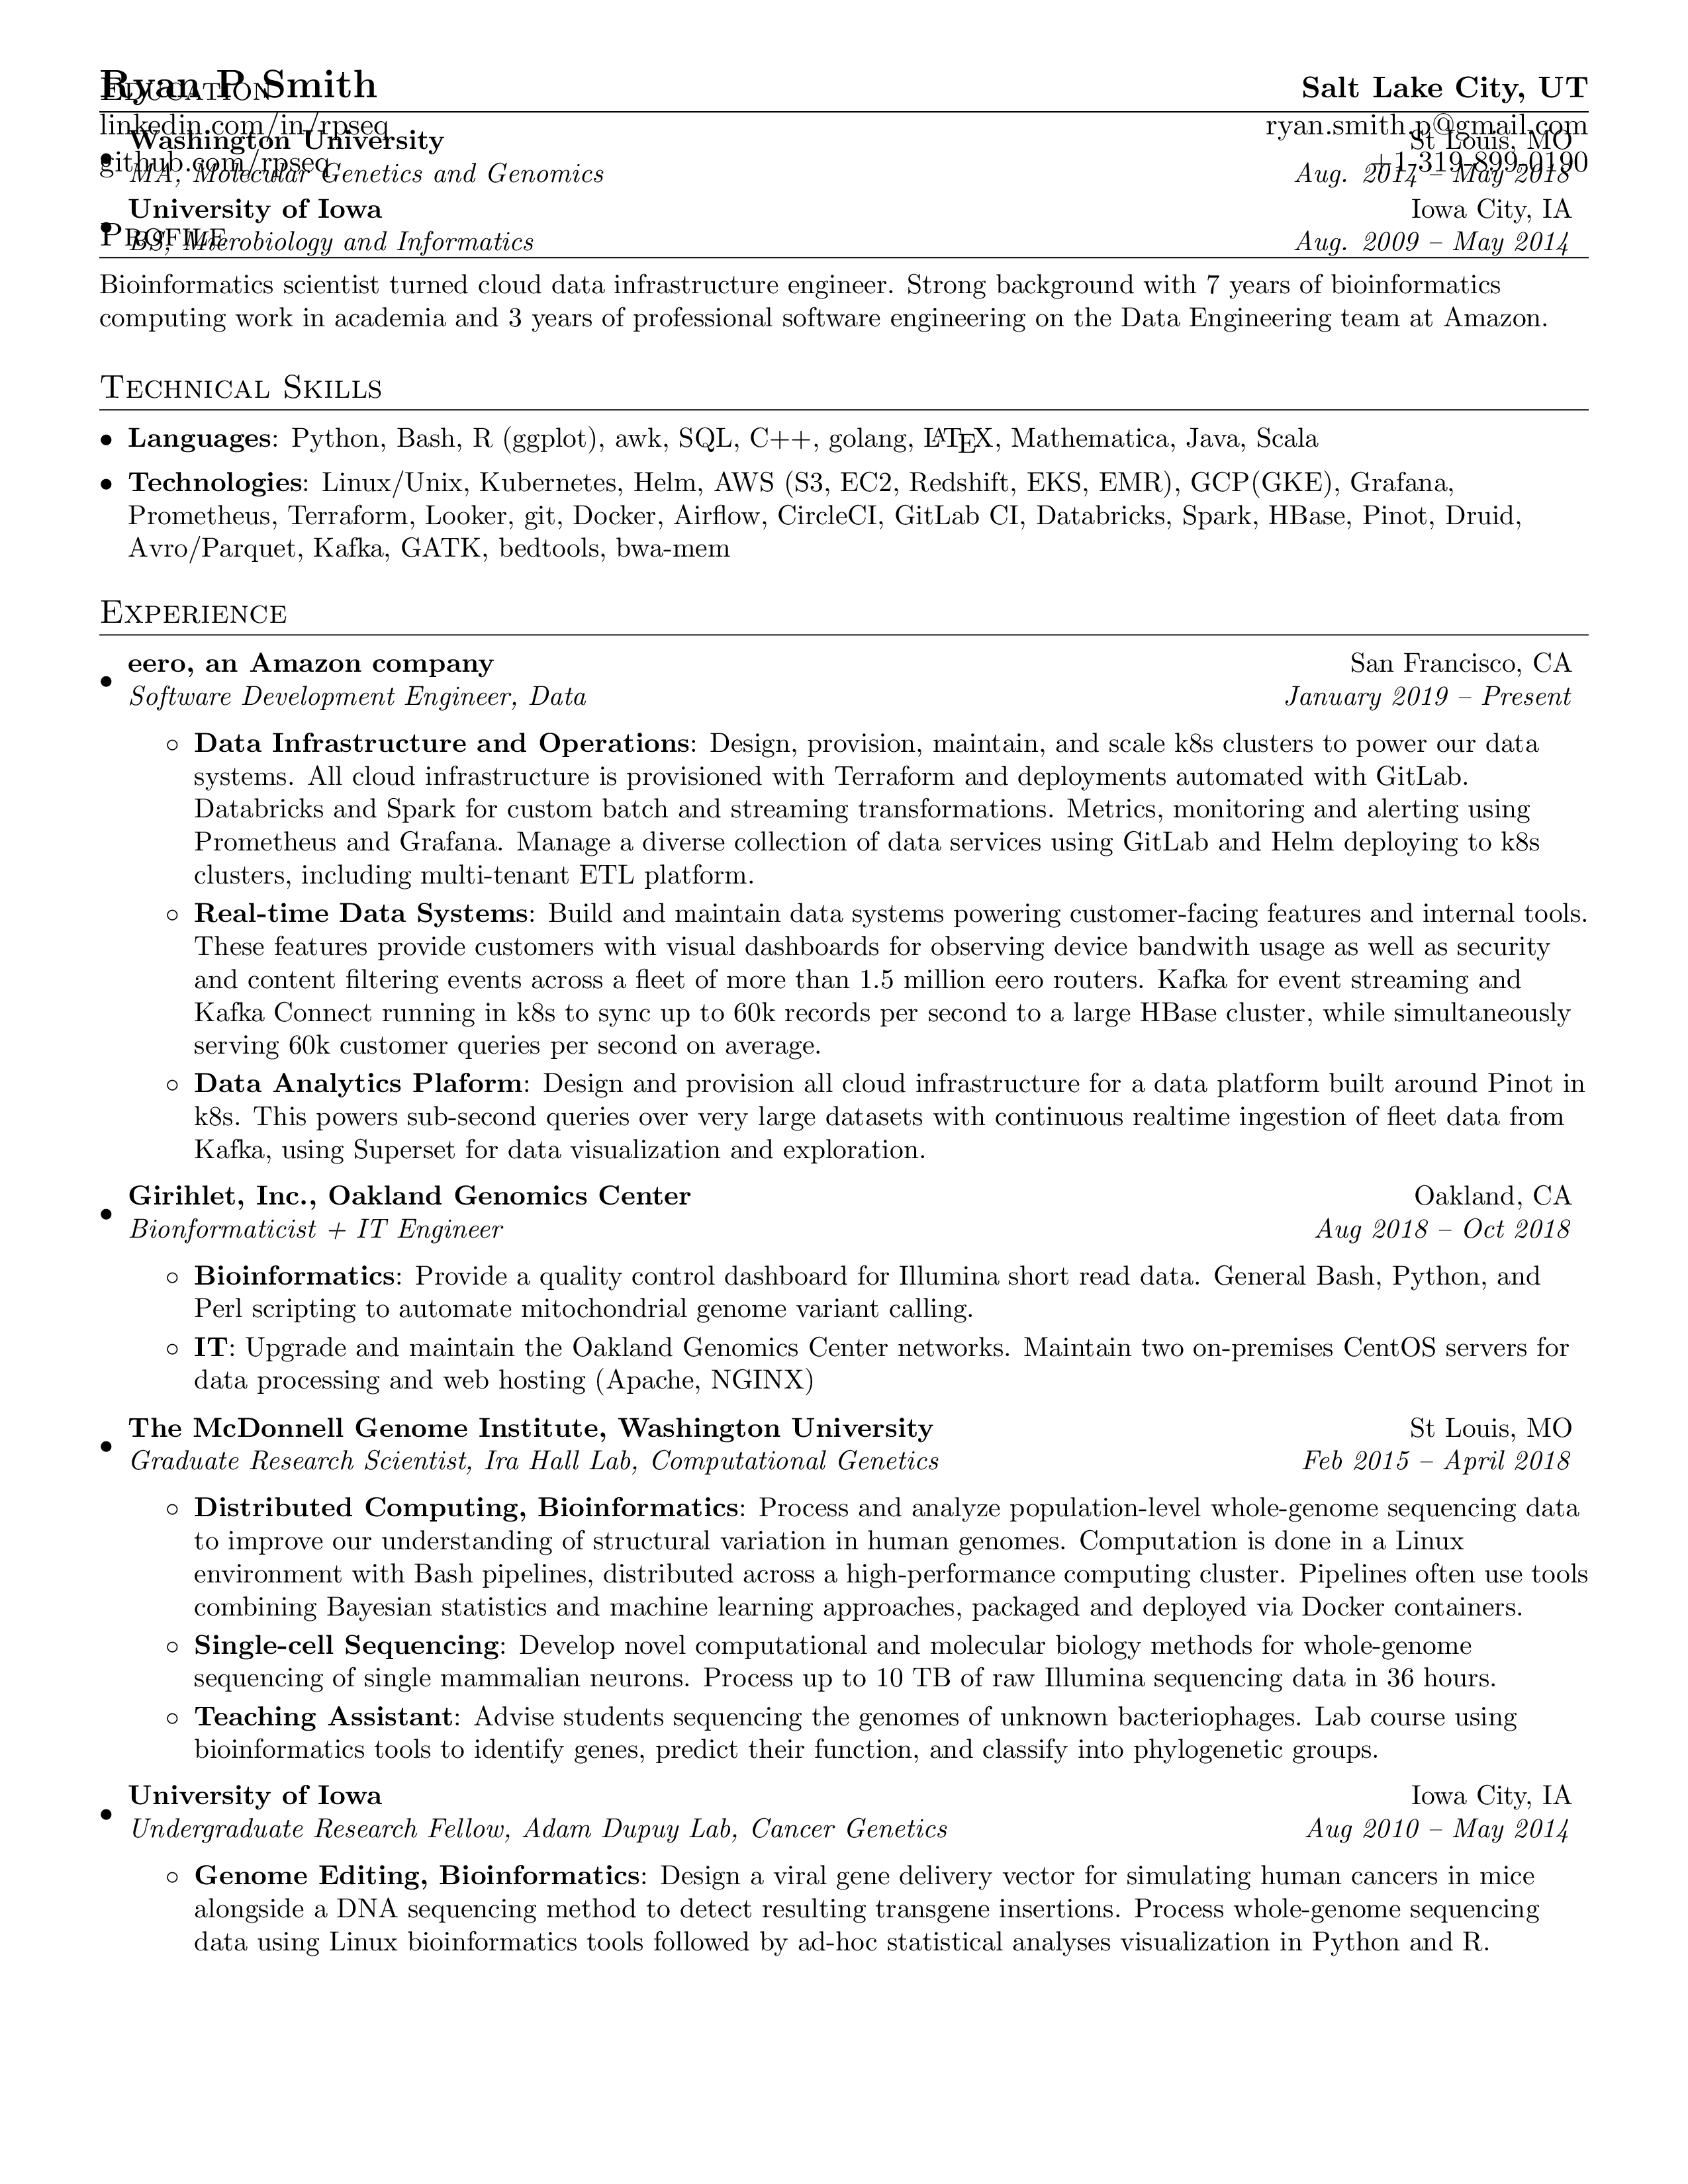 Ryan P Smith Salt Lake City, UT
linkedin.com/in/rpseq ryan.smith.p@gmail.com
github.com/rpseq +1-319-899-0190
Education
Washington University St Louis, MO
MA, Molecular Genetics and Genomics Aug. 2014 – May 2018
University of Iowa Iowa City, IA
BS, Microbiology and Informatics Aug. 2009 – May 2014
Profile
Bioinformatics scientist turned cloud data infrastructure engineer. Strong background with 7 years of bioinformatics
computing work in academia and 3 years of professional software engineering on the Data Engineering team at Amazon.
Technical Skills
• Languages: Python, Bash, R (ggplot), awk, SQL, C++, golang, LATEX, Mathematica, Java, Scala
• Technologies: Linux/Unix, Kubernetes, Helm, AWS (S3, EC2, Redshift, EKS, EMR), GCP(GKE), Grafana,
Prometheus, Terraform, Looker, git, Docker, Airflow, CircleCI, GitLab CI, Databricks, Spark, HBase, Pinot, Druid,
Avro/Parquet, Kafka, GATK, bedtools, bwa-mem
Experience
• eero, an Amazon company San Francisco, CA
Software Development Engineer, Data January 2019 – Present
◦ Data Infrastructure and Operations: Design, provision, maintain, and scale k8s clusters to power our data
systems. All cloud infrastructure is provisioned with Terraform and deployments automated with GitLab.
Databricks and Spark for custom batch and streaming transformations. Metrics, monitoring and alerting using
Prometheus and Grafana. Manage a diverse collection of data services using GitLab and Helm deploying to k8s
clusters, including multi-tenant ETL platform.
◦ Real-time Data Systems: Build and maintain data systems powering customer-facing features and internal tools.
These features provide customers with visual dashboards for observing device bandwith usage as well as security
and content filtering events across a fleet of more than 1.5 million eero routers. Kafka for event streaming and
Kafka Connect running in k8s to sync up to 60k records per second to a large HBase cluster, while simultaneously
serving 60k customer queries per second on average.
◦ Data Analytics Plaform: Design and provision all cloud infrastructure for a data platform built around Pinot in
k8s. This powers sub-second queries over very large datasets with continuous realtime ingestion of fleet data from
Kafka, using Superset for data visualization and exploration.
• Girihlet, Inc., Oakland Genomics Center Oakland, CA
Bionformaticist + IT Engineer Aug 2018 – Oct 2018
◦ Bioinformatics: Provide a quality control dashboard for Illumina short read data. General Bash, Python, and
Perl scripting to automate mitochondrial genome variant calling.
◦ IT: Upgrade and maintain the Oakland Genomics Center networks. Maintain two on-premises CentOS servers for
data processing and web hosting (Apache, NGINX)
• The McDonnell Genome Institute, Washington University St Louis, MO
Graduate Research Scientist, Ira Hall Lab, Computational Genetics Feb 2015 – April 2018
◦ Distributed Computing, Bioinformatics: Process and analyze population-level whole-genome sequencing data
to improve our understanding of structural variation in human genomes. Computation is done in a Linux
environment with Bash pipelines, distributed across a high-performance computing cluster. Pipelines often use tools
combining Bayesian statistics and machine learning approaches, packaged and deployed via Docker containers.
◦ Single-cell Sequencing: Develop novel computational and molecular biology methods for whole-genome
sequencing of single mammalian neurons. Process up to 10 TB of raw Illumina sequencing data in 36 hours.
◦ Teaching Assistant: Advise students sequencing the genomes of unknown bacteriophages. Lab course using
bioinformatics tools to identify genes, predict their function, and classify into phylogenetic groups.
• University of Iowa Iowa City, IA
Undergraduate Research Fellow, Adam Dupuy Lab, Cancer Genetics Aug 2010 – May 2014
◦ Genome Editing, Bioinformatics: Design a viral gene delivery vector for simulating human cancers in mice
alongside a DNA sequencing method to detect resulting transgene insertions. Process whole-genome sequencing
data using Linux bioinformatics tools followed by ad-hoc statistical analyses visualization in Python and R.